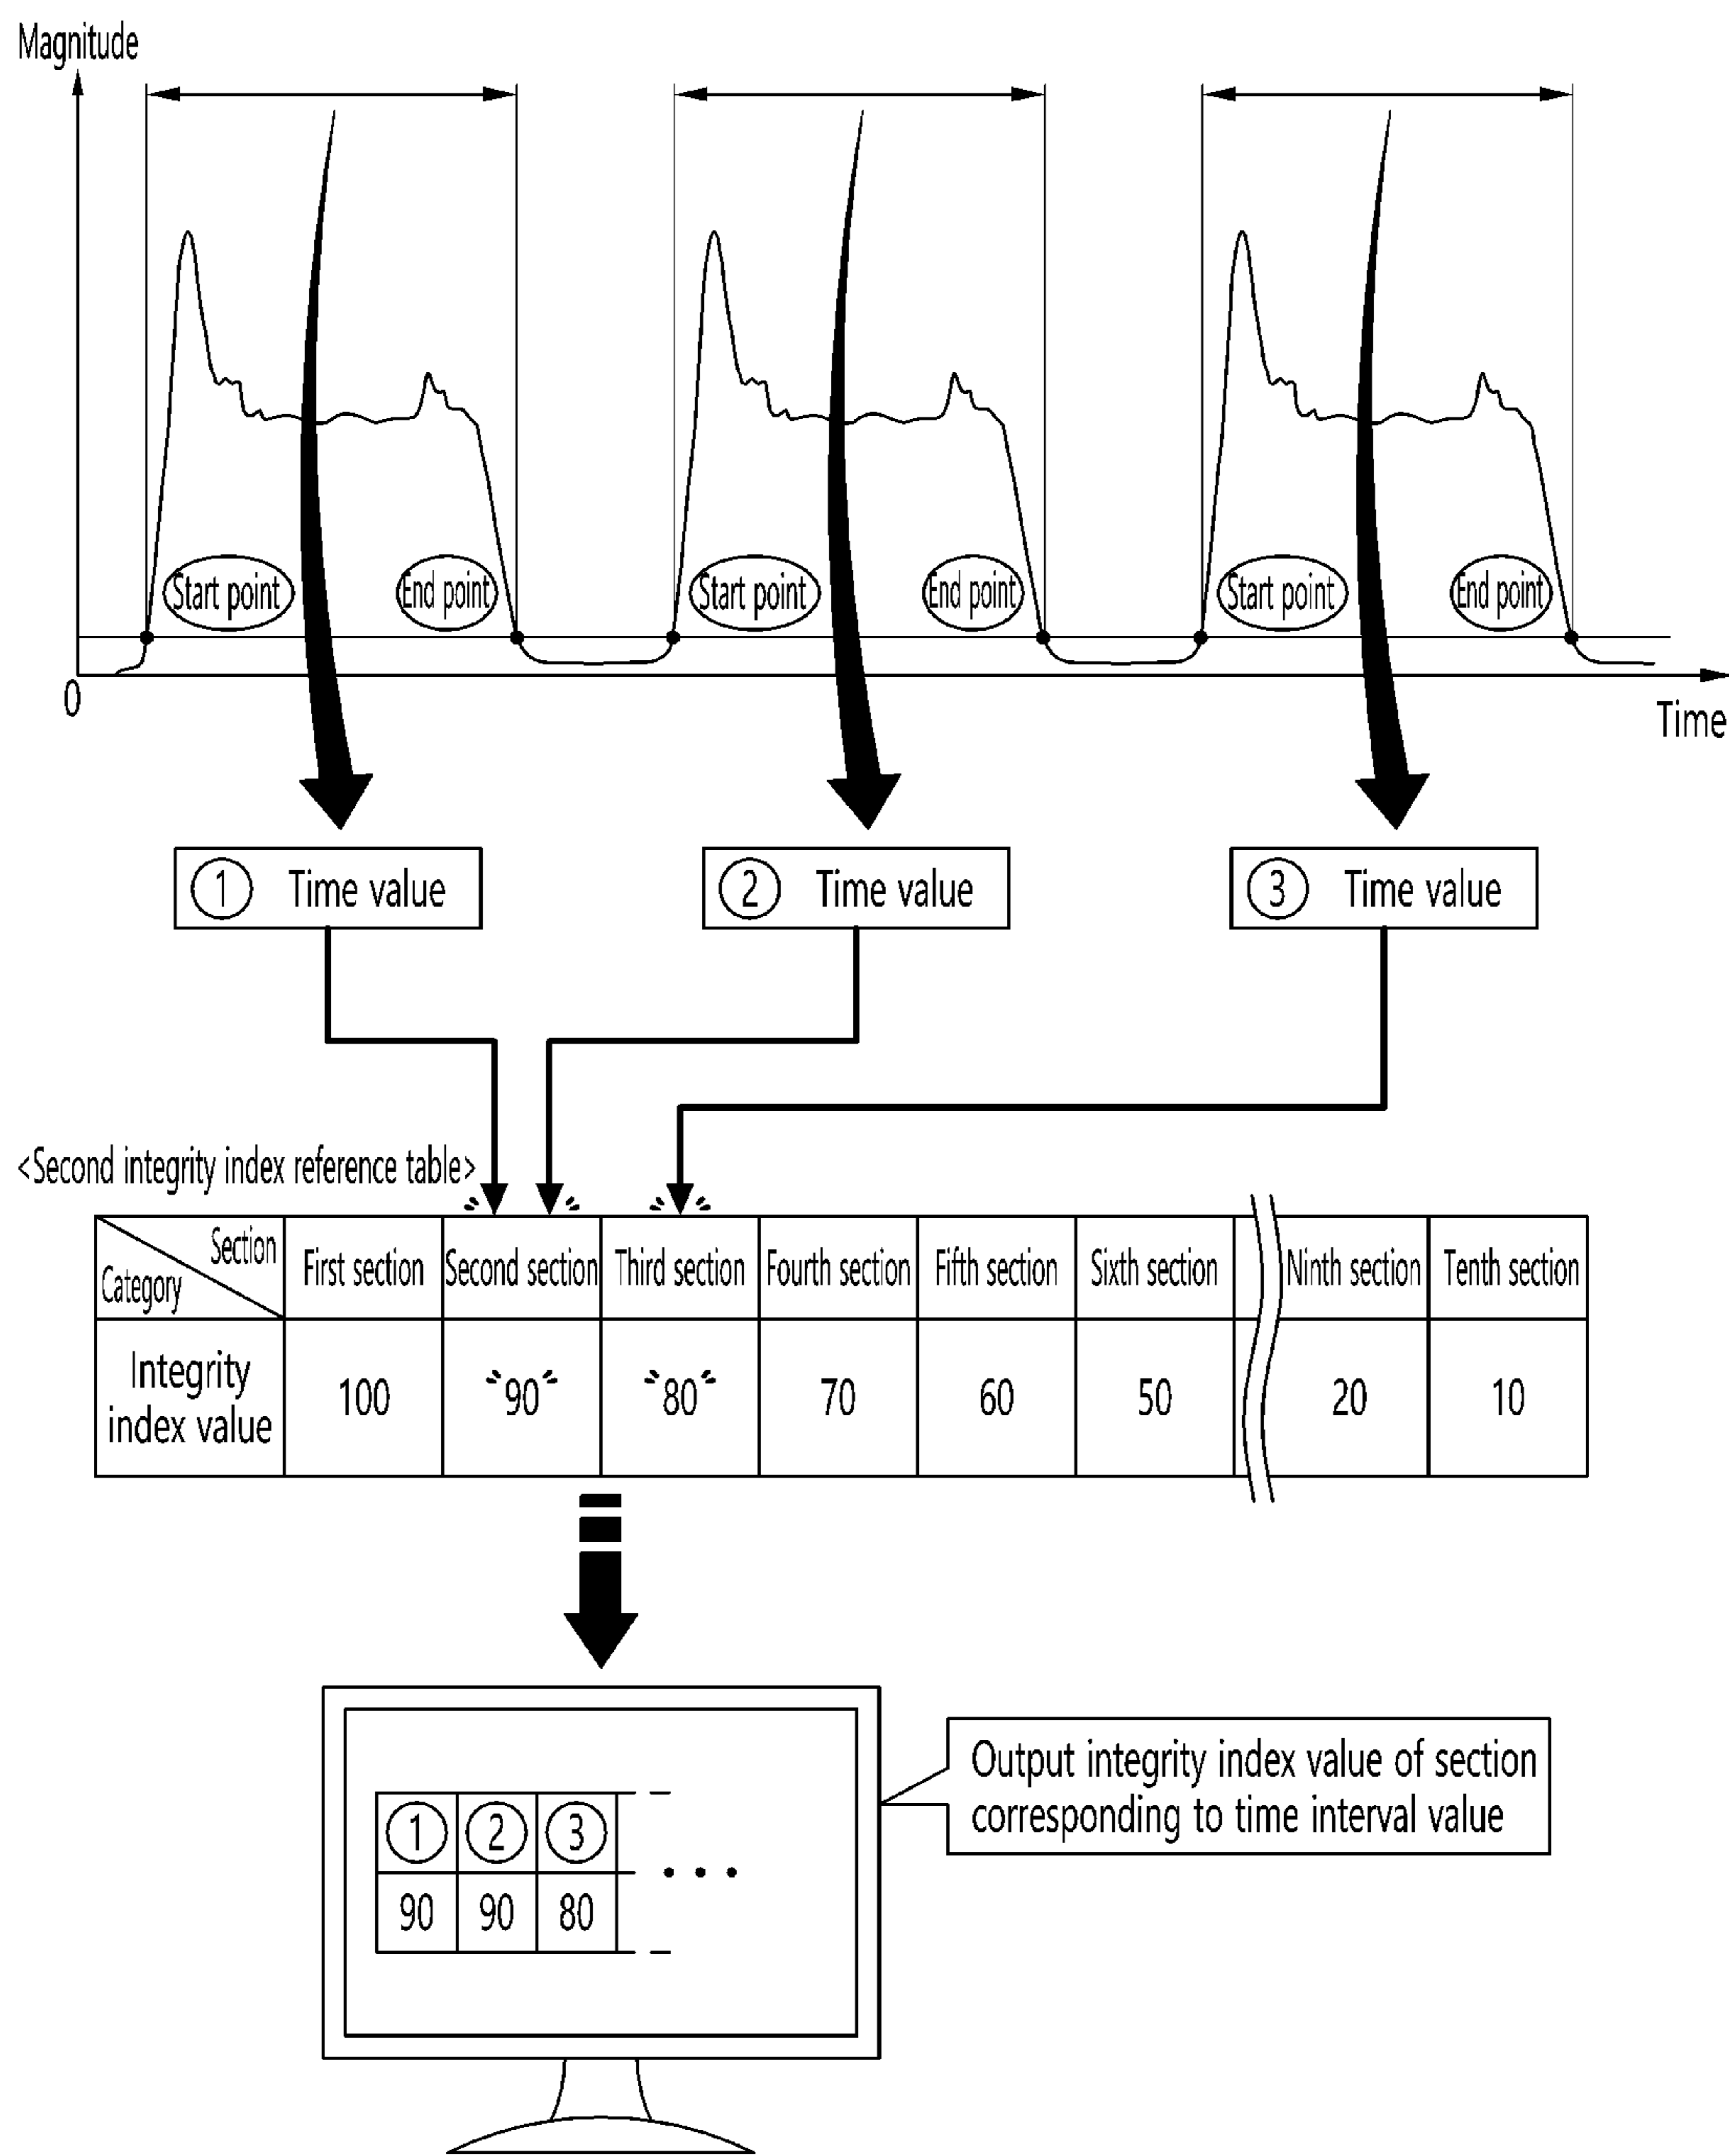 Magnitude
Start point End point Start point End point Start point End point
0
Time
① Time value ② Time value ③ Time value
<Second integrity index reference table>
Section
Category
First section Second section Third section Fourth section Fifth section Sixth section Ninth section Tenth section
Integrity
index value
100 90 80 70 60 50 20 10
Output integrity index value of section
corresponding to time interval value
① ② ③
...
90 90 80